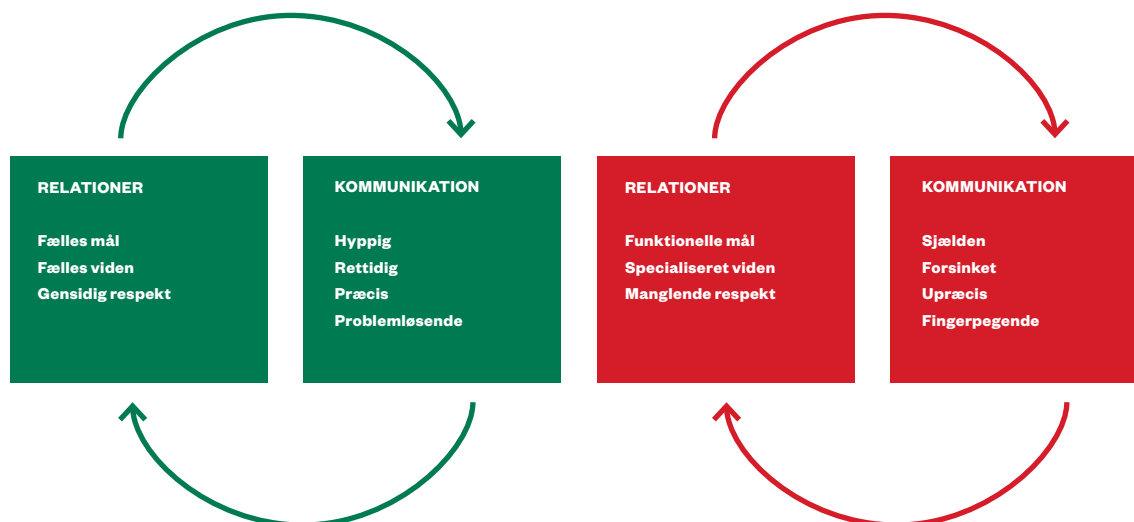 RELATIONER
Fælles mål
Fælles viden
Gensidig respekt
KOMMUNIKATION
Hyppig
Rettidig
Præcis
Problemløsende
RELATIONER
Funktionelle mål
Specialiseret viden
Manglende respekt
KOMMUNIKATION
Sjælden
Forsinket
Upræcis
Fingerpegende